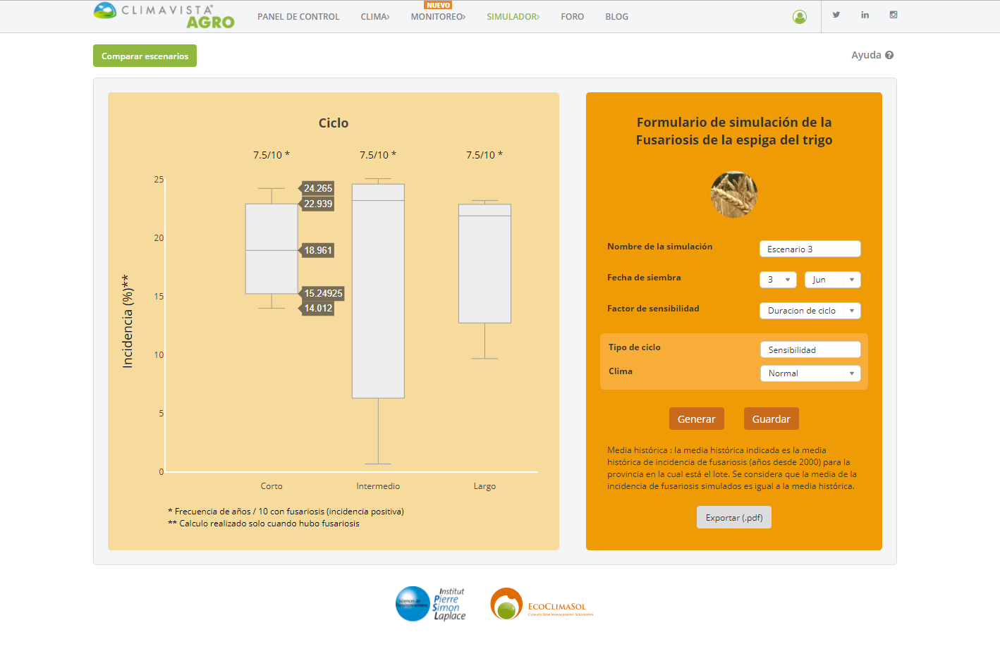 CLIMAVISTA®
AGRO
PANEL DE CONTROL
CLIMA
NUEVO
MONITOREO
SIMULADOR
FORO
BLOG
Comparar escenarios
Ayuda
Ciclo
7.5/10 *
7.5/10 *
7.5/10 *
Incidencia (%)**
25
20
15
10
5
0
24.265
22.939
18.961
15.24925
14.012
Corto
Intermedio
Largo
* Frecuencia de años / 10 con fusariosis (incidencia positiva)
** Calculo realizado solo cuando hubo fusariosis
Formulario de simulación de la
Fusariosis de la espiga del trigo
Nombre de la simulación
Escenario 3
Fecha de siembra
3
Jun
Factor de sensibilidad
Duracion de ciclo
Tipo de ciclo
Sensibilidad
Clima
Normal
Generar
Guardar
Media histórica : la media histórica indicada es la media
histórica de incidencia de fusariosis (años desde 2000) para la
provincia en la cual está el lote. Se considera que la media de la
incidencia de fusariosis simulados es igual a la media histórica.
Exportar (.pdf)
Sciences de
l'environnement
Institut
Pierre
Simon
Laplace
ECOCLIMASOL
CLIMATE RISK MANAGEMENT SOLUTIONS